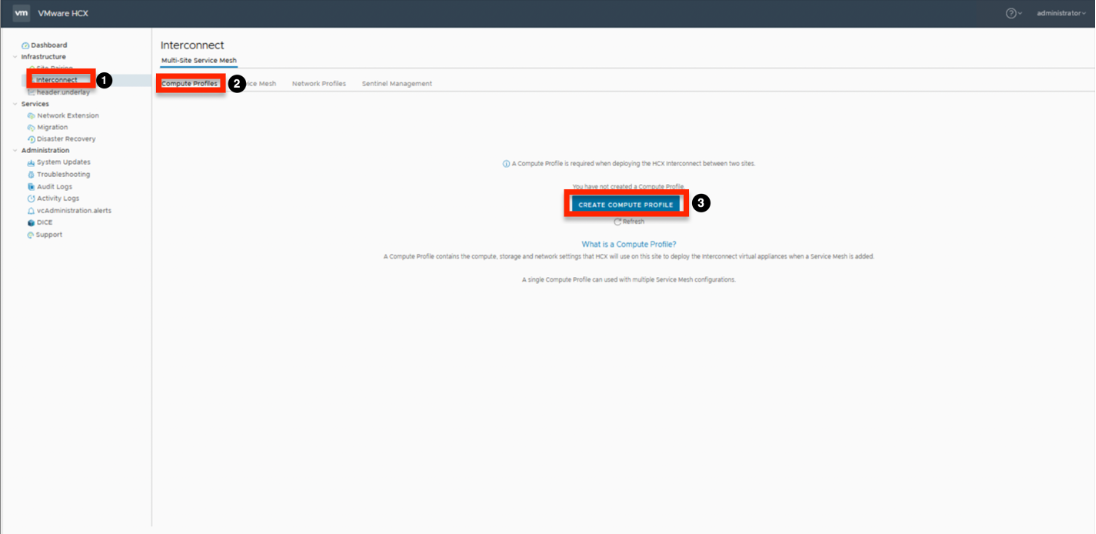 vm VMware HCX
administrator
Dashboard
Infrastructure
Site Pairing
Interconnect 1
header.underlay
Services
Network Extension
Migration
Disaster Recovery
Administration
System Updates
Troubleshooting
Audit Logs
Activity Logs
vcAdministration.alerts
DICE
Support
Interconnect
Multi-Site Service Mesh
Compute Profiles 2 Mesh Network Profiles Sentinel Management
A Compute Profile is required when deploying the HCX Interconnect between two sites.
You have not created a Compute Profile
CREATE COMPUTE PROFILE 3
Refresh
What is a Compute Profile?
A Compute Profile contains the compute, storage and network settings that HCX will use on this site to deploy the Interconnect virtual appliances when a Service Mesh is added.
A single Compute Profile can used with multiple Service Mesh configurations.